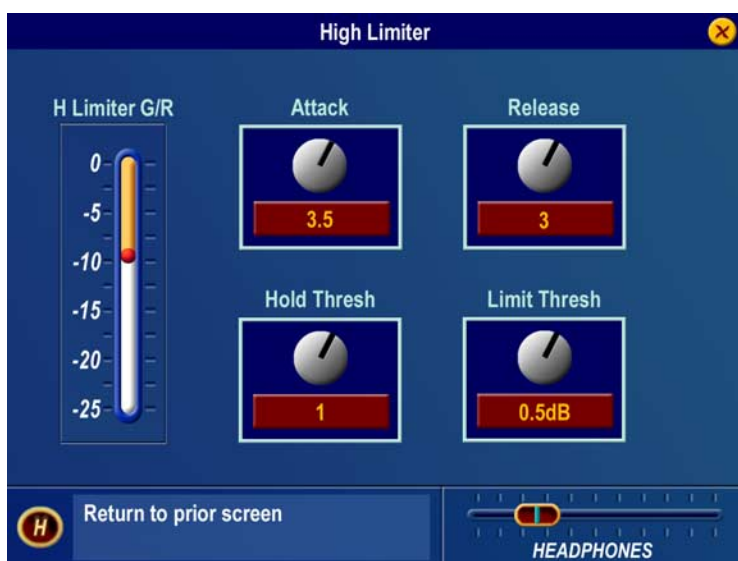 High Limiter
H Limiter G/R
0
-5
-10
-15
-20
-25
Attack
3.5
Release
3
Hold Thresh
1
Limit Thresh
0.5dB
H
Return to prior screen
HEADPHONES